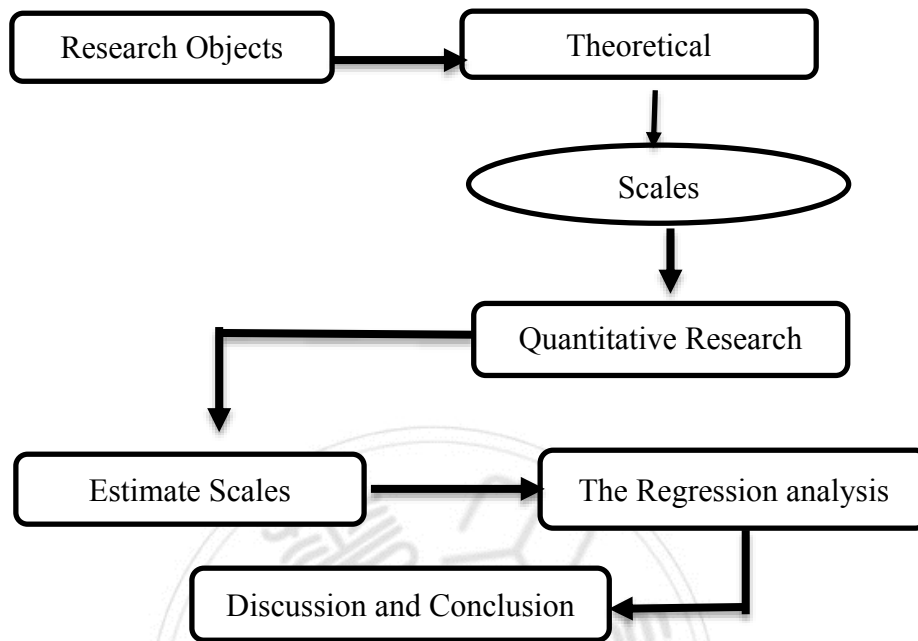 Research Objects
Theoretical
Scales
Quantitative Research
Estimate Scales
The Regression analysis
Discussion and Conclusion